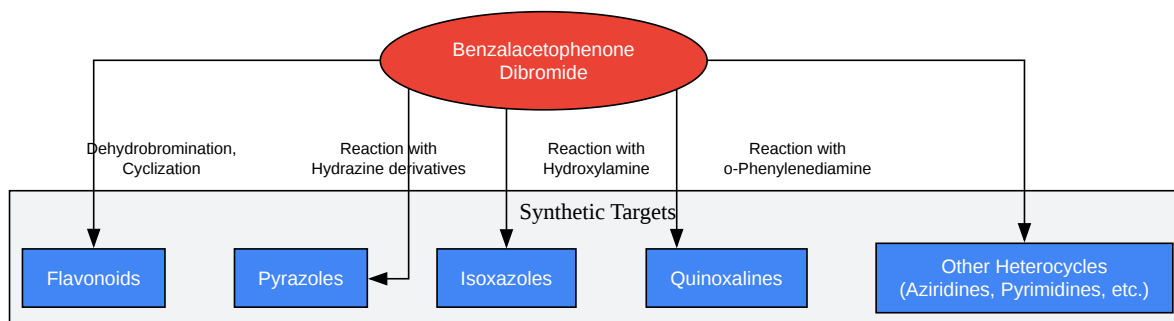 Benzalacetophenone
Dibromide
Dehydrobromination,
Cyclization
Reaction with
Hydrazine derivatives
Reaction with
Hydroxylamine
Reaction with
o-Phenylenediamine
Synthetic Targets
Flavonoids
Pyrazoles
Isoxazoles
Quinoxalines
Other Heterocycles
(Aziridines, Pyrimidines, etc.)